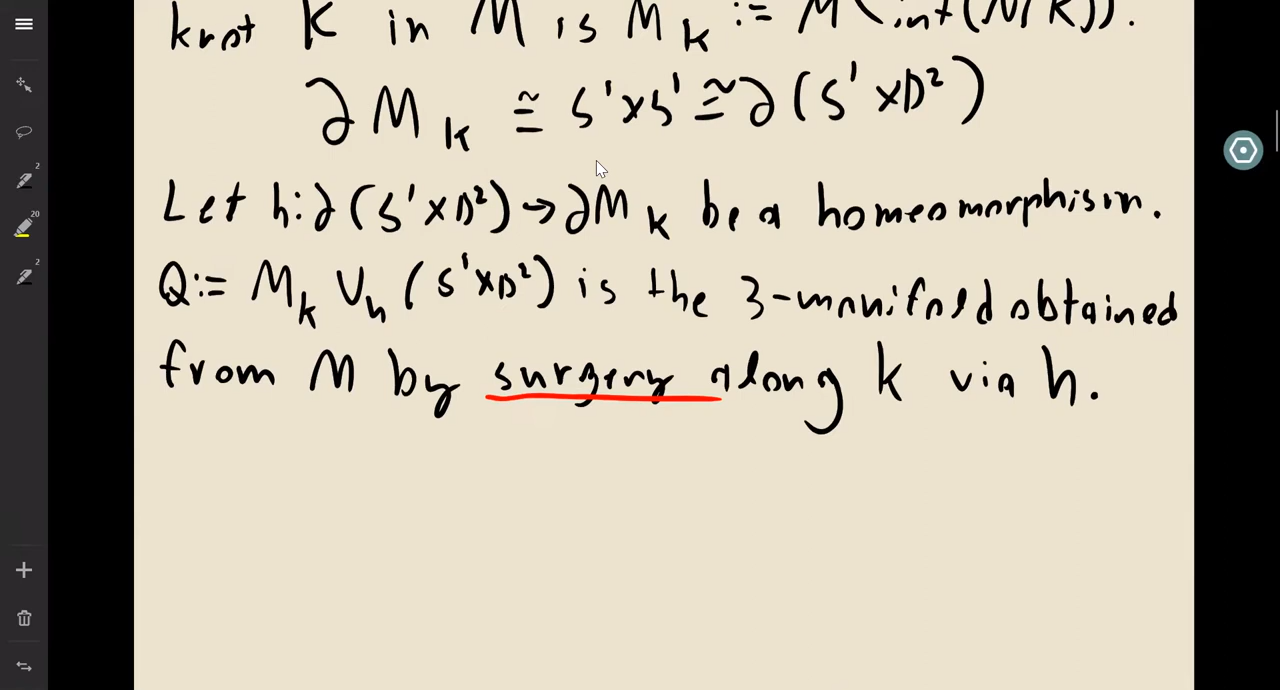 knot K in M is M_K := M \ int(N(K)).
∂M_K ≅ S¹×S¹ ≅ ∂(S¹×D²)
Let h:∂(S¹×D²)→∂M_K be a homeomorphism.
Q:= M_K ∪_h (S¹×D²) is the 3-manifold obtained
from M by surgery along K via h.